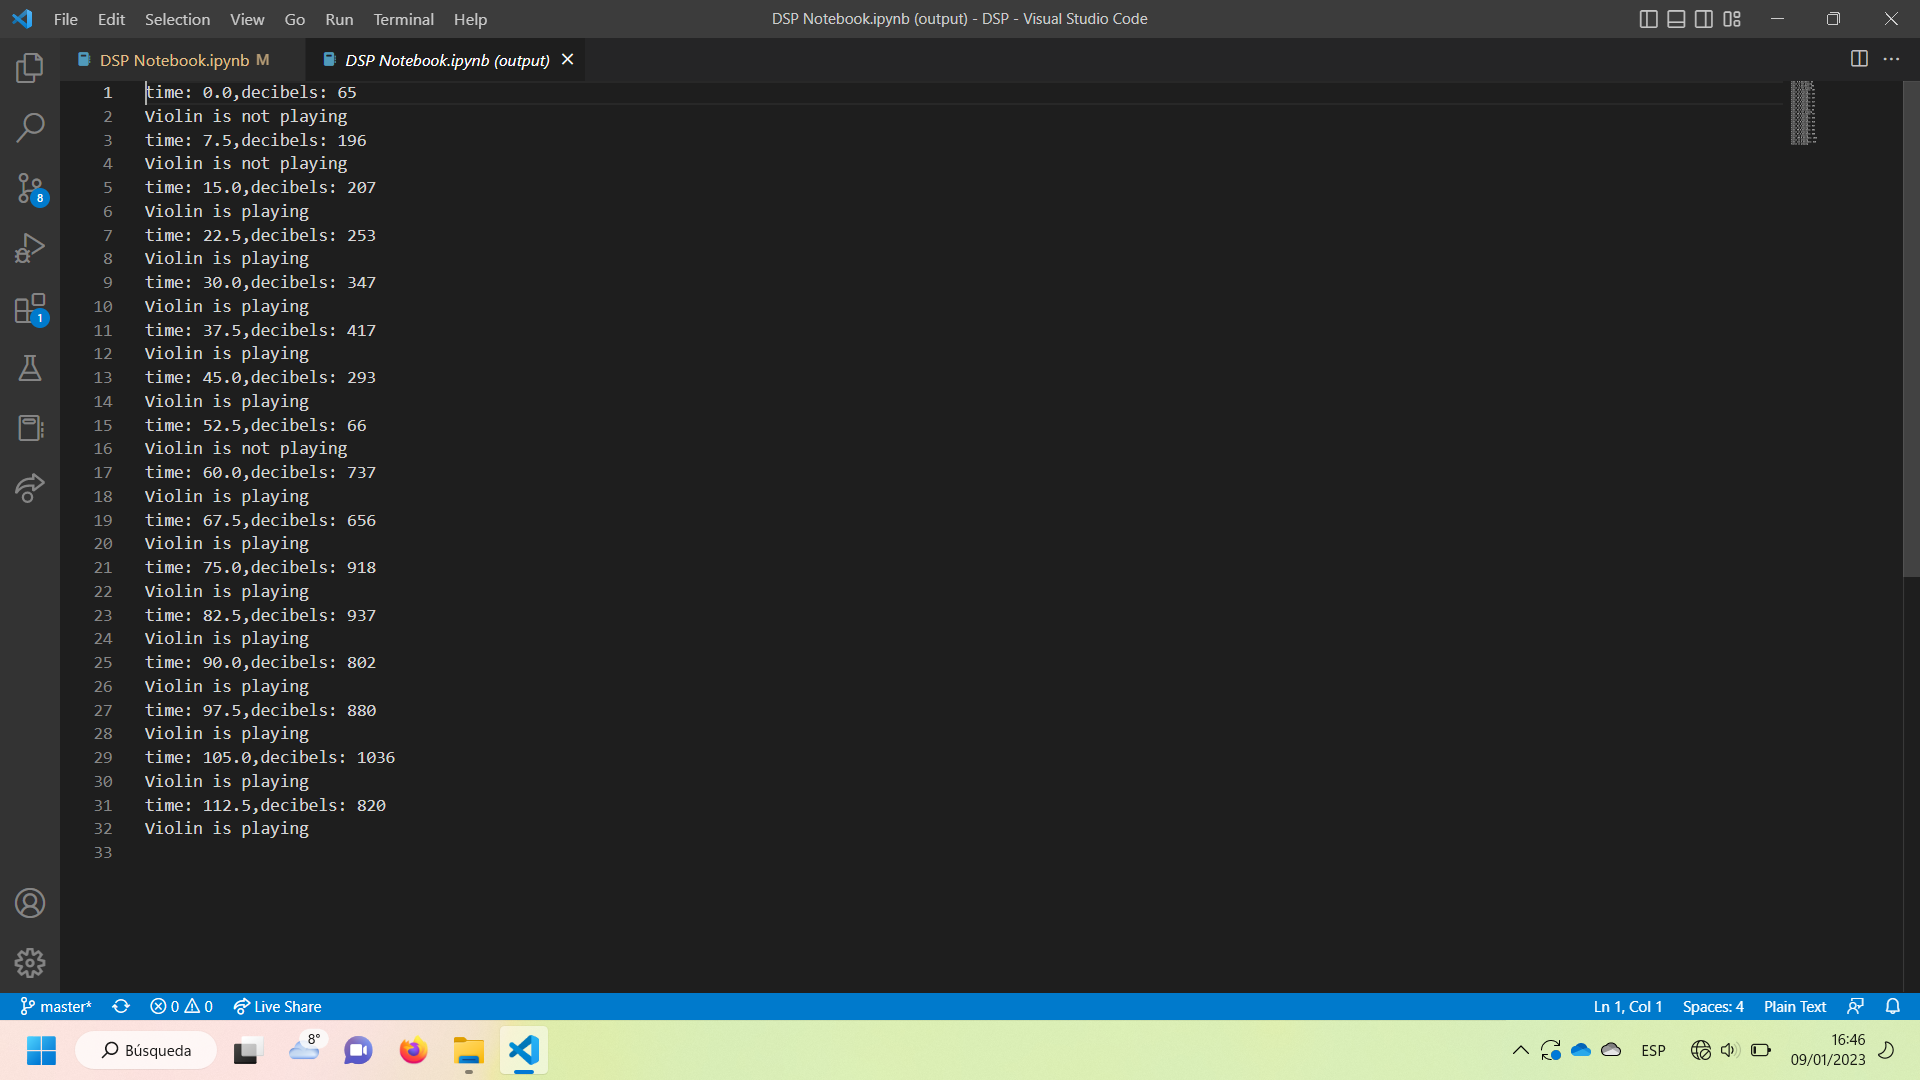 File Edit Selection View Go Run Terminal Help
DSP Notebook.ipynb (output) - DSP - Visual Studio Code
DSP Notebook.ipynb M
DSP Notebook.ipynb (output)
1 time: 0.0,decibels: 65
2 Violin is not playing
3 time: 7.5,decibels: 196
4 Violin is not playing
5 time: 15.0,decibels: 207
6 Violin is playing
7 time: 22.5,decibels: 253
8 Violin is playing
9 time: 30.0,decibels: 347
10 Violin is playing
11 time: 37.5,decibels: 417
12 Violin is playing
13 time: 45.0,decibels: 293
14 Violin is playing
15 time: 52.5,decibels: 66
16 Violin is not playing
17 time: 60.0,decibels: 737
18 Violin is playing
19 time: 67.5,decibels: 656
20 Violin is playing
21 time: 75.0,decibels: 918
22 Violin is playing
23 time: 82.5,decibels: 937
24 Violin is playing
25 time: 90.0,decibels: 802
26 Violin is playing
27 time: 97.5,decibels: 880
28 Violin is playing
29 time: 105.0,decibels: 1036
30 Violin is playing
31 time: 112.5,decibels: 820
32 Violin is playing
33
8
1
master* 0 0 Live Share
Ln 1, Col 1 Spaces: 4 Plain Text
Búsqueda
8°
ESP
16:46
09/01/2023